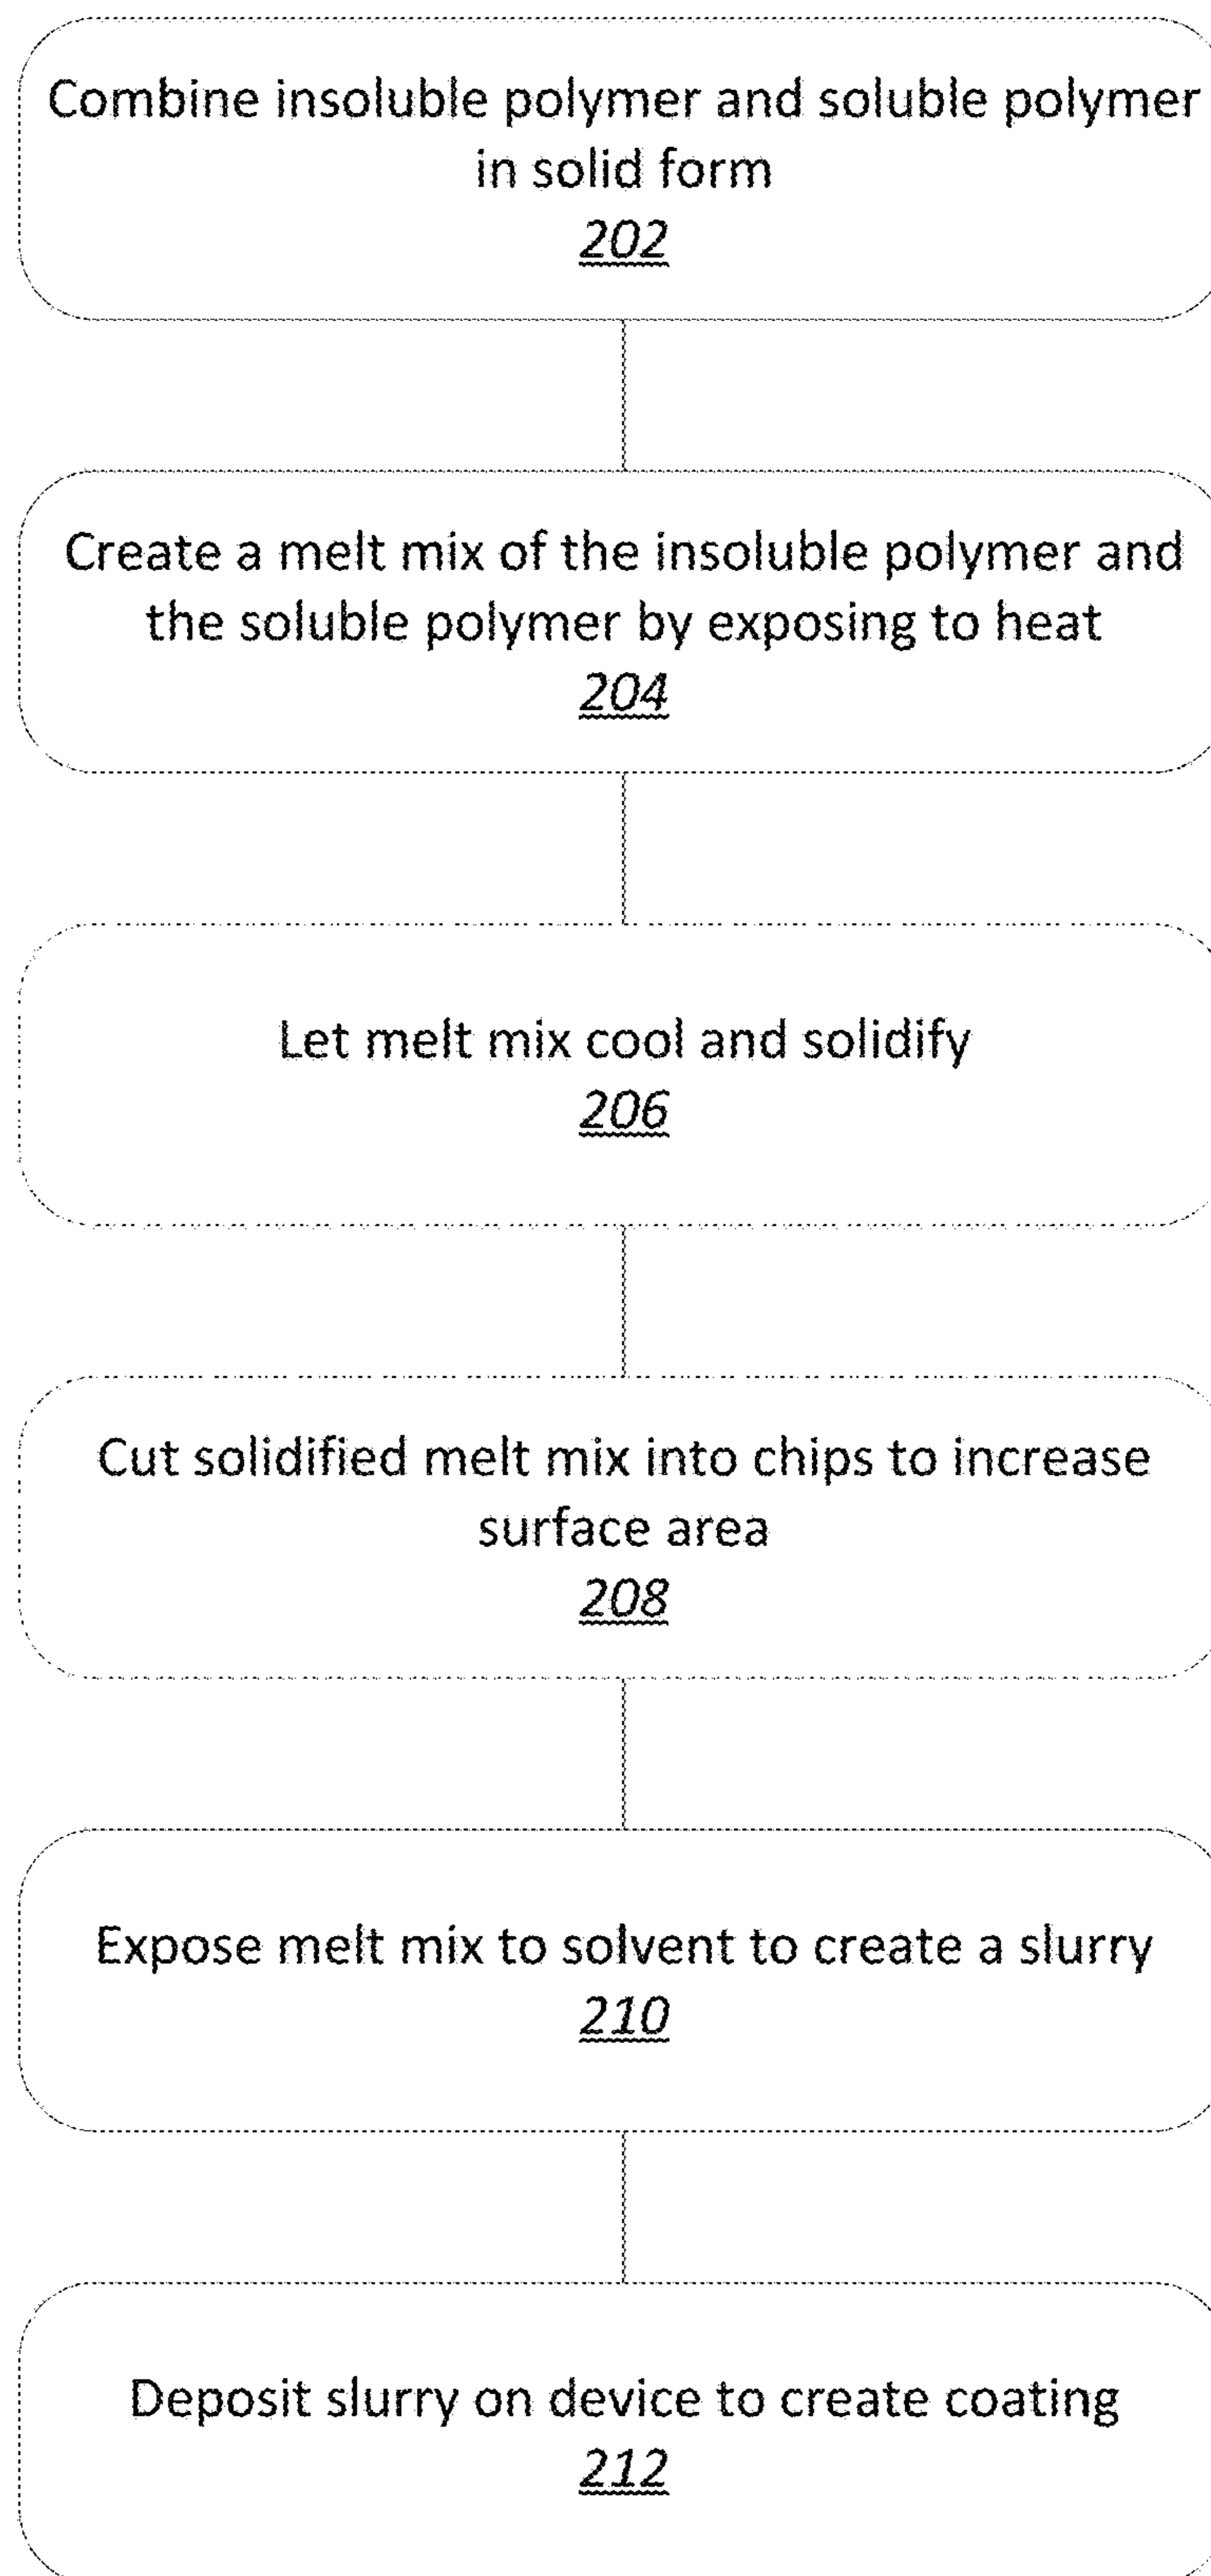 Combine insoluble polymer and soluble polymer
in solid form
202
Create a melt mix of the insoluble polymer and
the soluble polymer by exposing to heat
204
Let melt mix cool and solidify
206
Cut solidified melt mix into chips to increase
surface area
208
Expose melt mix to solvent to create a slurry
210
Deposit slurry on device to create coating
212